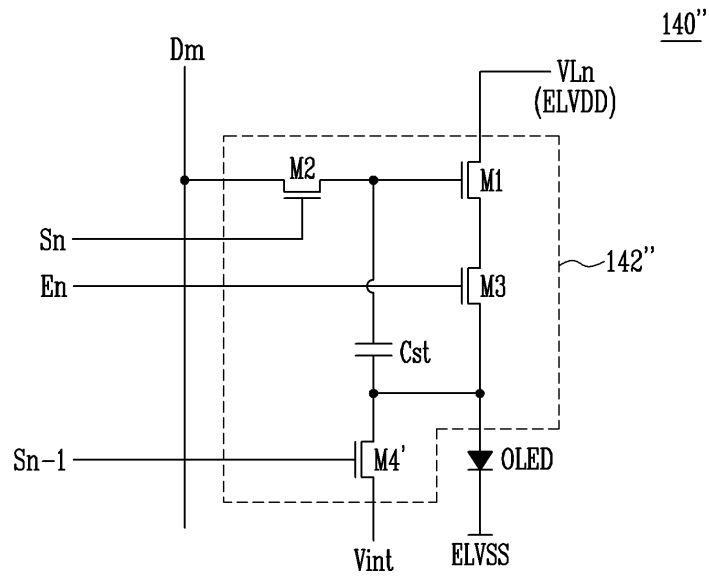 140"
Dm
VLn
(ELVDD)
M2
M1
Sn
142"
En
M3
Cst
Sn-1
M4'
OLED
Vint
ELVSS